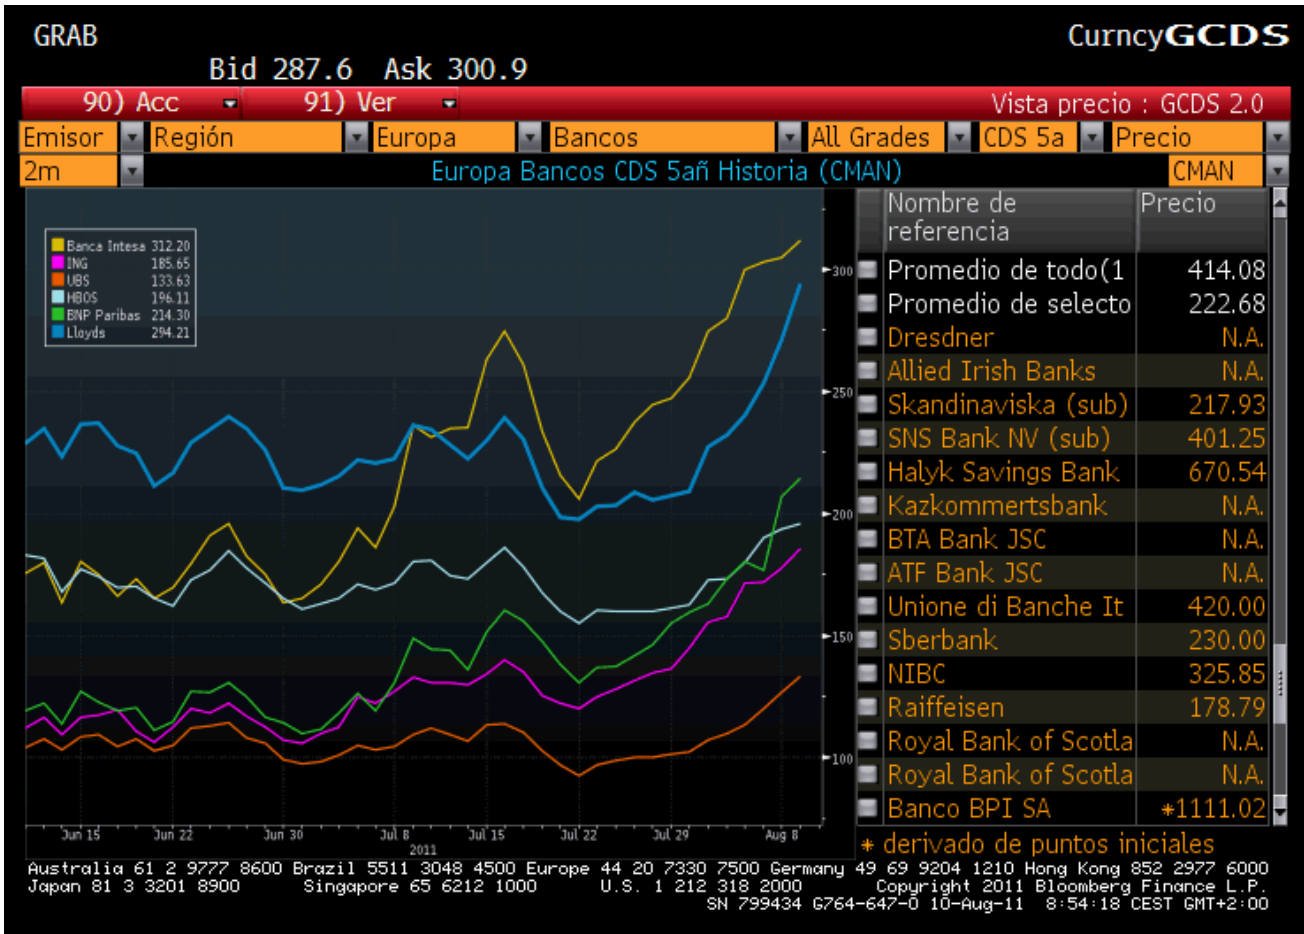 GRAB
CurncyGCDS
Bid 287.6 Ask 300.9
90) Acc 91) Ver Vista precio : GCDS 2.0
Emisor Región Europa Bancos All Grades CDS 5a Precio
2m Europa Bancos CDS 5añ Historia (CMAN) CMAN
Banca Intesa 312.20
ING 185.65
UBS 133.63
HBOS 196.11
BNP Paribas 214.30
Lloyds 294.21
300
250
200
150
100
Jun 15 Jun 22 Jun 30 Jul 8 Jul 15 Jul 22 Jul 29 Aug 8
2011
Nombre de referencia Precio
Promedio de todo(1 414.08
Promedio de selecto 222.68
Dresdner N.A.
Allied Irish Banks N.A.
Skandinaviska (sub) 217.93
SNS Bank NV (sub) 401.25
Halyk Savings Bank 670.54
Kazkommertsbank N.A.
BTA Bank JSC N.A.
ATF Bank JSC N.A.
Unione di Banche It 420.00
Sberbank 230.00
NIBC 325.85
Raiffeisen 178.79
Royal Bank of Scotla N.A.
Royal Bank of Scotla N.A.
Banco BPI SA *1111.02
* derivado de puntos iniciales
Australia 61 2 9777 8600 Brazil 5511 3048 4500 Europe 44 20 7330 7500 Germany 49 69 9204 1210 Hong Kong 852 2977 6000
Japan 81 3 3201 8900 Singapore 65 6212 1000 U.S. 1 212 318 2000 Copyright 2011 Bloomberg Finance L.P.
SN 799434 G764-647-0 10-Aug-11 8:54:18 CEST GMT+2:00